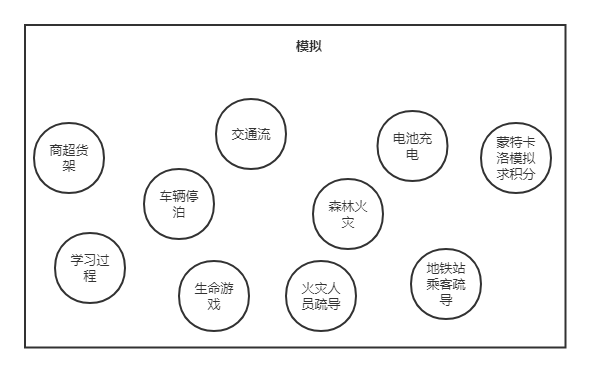 模拟
交通流
电池充
电
蒙特卡
洛模拟
求积分
商超货
架
车辆停
泊
森林火
灾
学习过
程
生命游
戏
火灾人
员疏导
地铁站
乘客疏
导